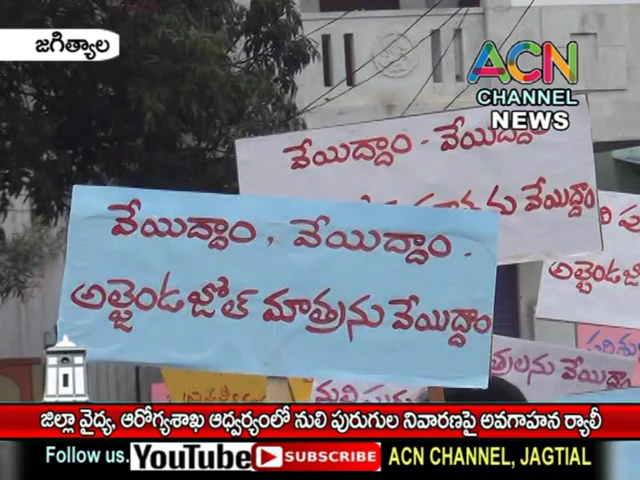 జగిత్యాల
ACN
CHANNEL
NEWS
వేయిద్దాం - వేయిద్దాం
వేయిద్దాం
వేయిద్దాం, వేయిద్దాం.
అల్బెండజోల్ మాత్రను వేయిద్దాం
జిల్లా వైద్య, ఆరోగ్యశాఖ ఆధ్వర్యంలో నులి పురుగుల నివారణపై అవగాహన ర్యాలీ
Follow us. YouTube SUBSCRIBE ACN CHANNEL, JAGTIAL